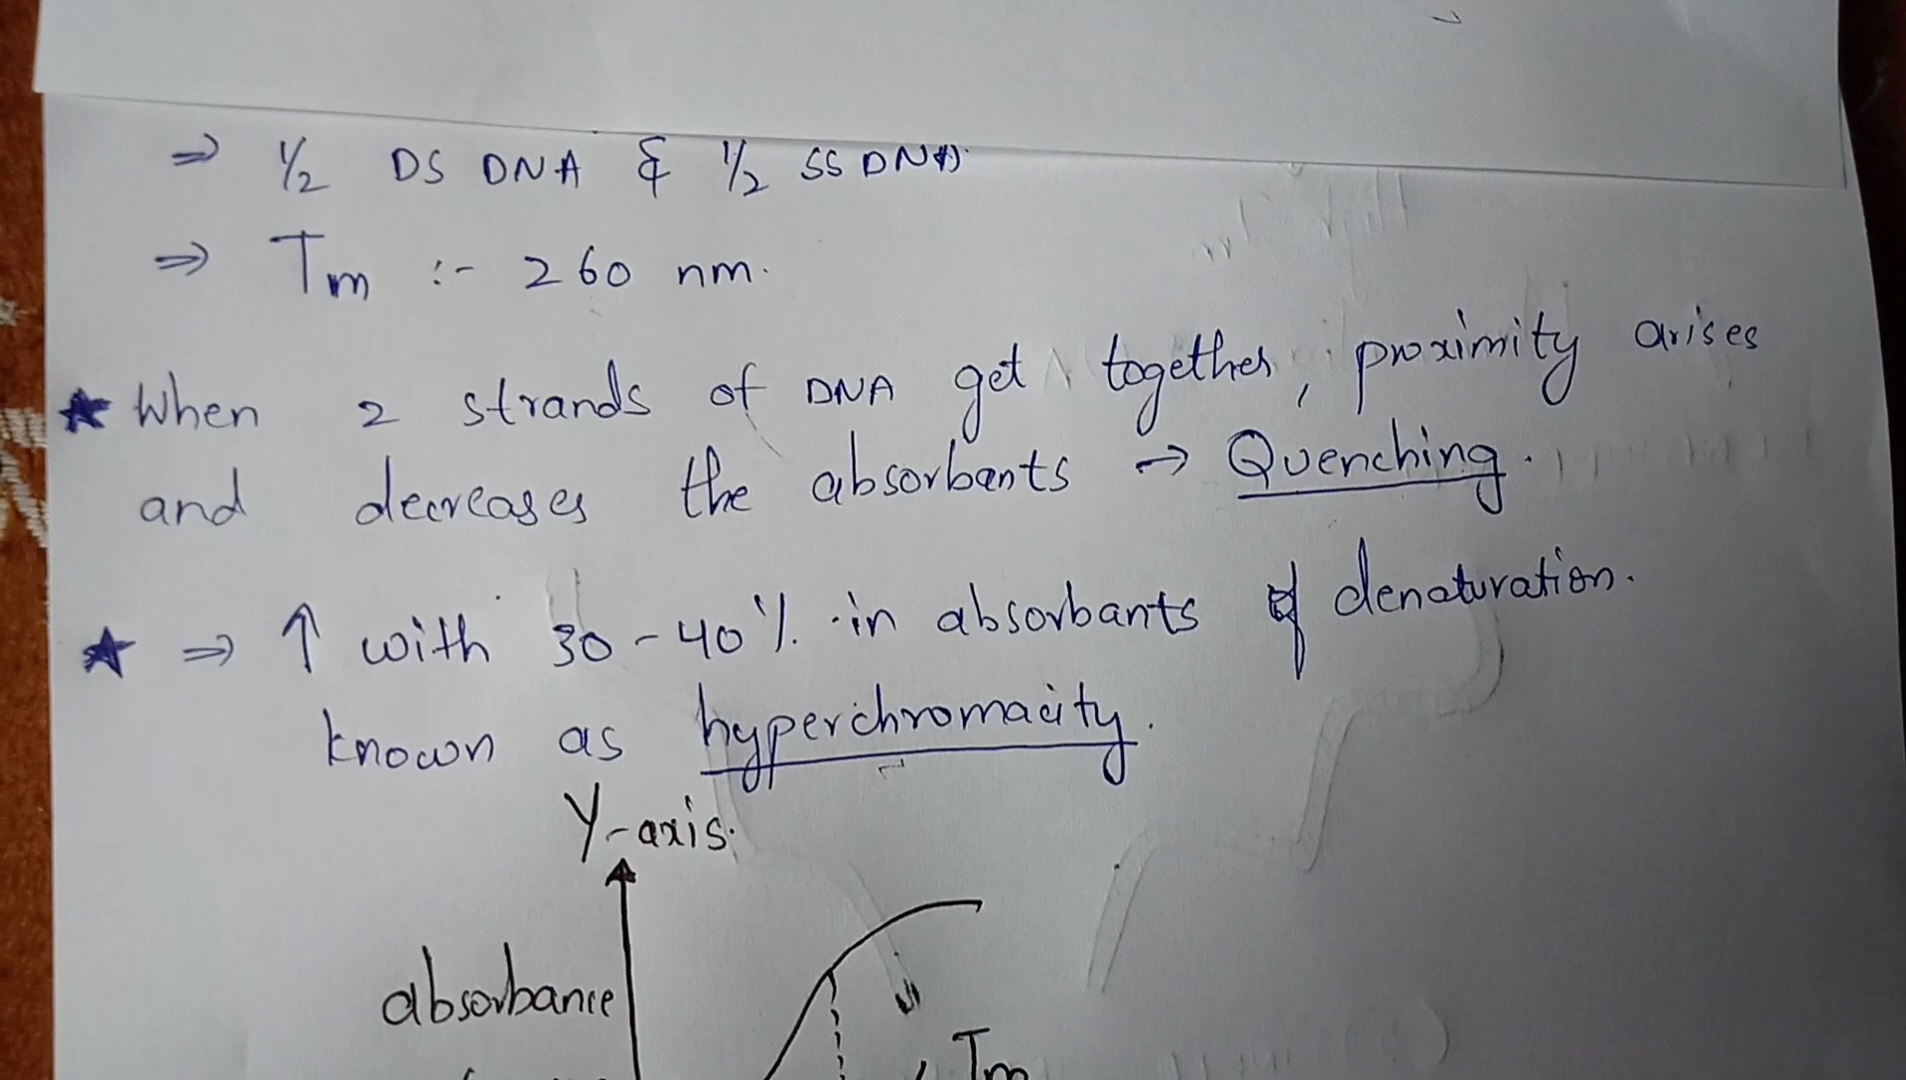 ⇒ 1/2 DS DNA & 1/2 SS DNA.
⇒ Tm :- 260 nm.
★ When 2 strands of DNA get together, proximity arises
and decreases the absorbants → Quenching.
★ ⇒ ↑ with 30-40% in absorbants of denaturation.
known as hyperchromacity.
Y-axis.
absorbance
Tm